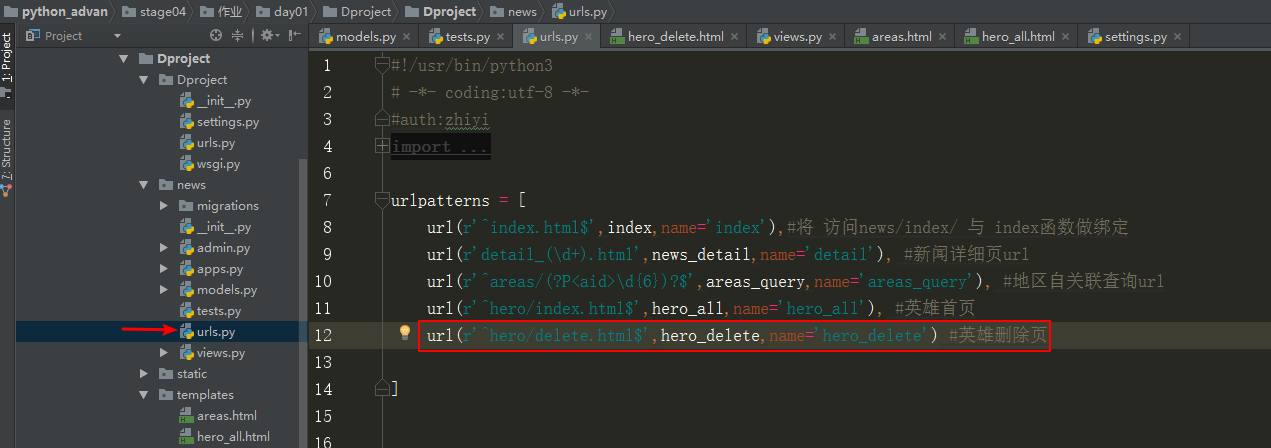 python_advan stage04 作业 day01 Dproject Dproject news urls.py
Project
models.py tests.py urls.py hero_delete.html views.py areas.html hero_all.html settings.py
1: Project
7: Structure
Dproject
Dproject
__init__.py
settings.py
urls.py
wsgi.py
news
migrations
__init__.py
admin.py
apps.py
models.py
tests.py
urls.py
views.py
static
templates
areas.html
hero_all.html
1 #!/usr/bin/python3
2 # -*- coding:utf-8 -*-
3 #auth:zhiyi
4 import ...
6
7 urlpatterns = [
8 url(r'^index.html$',index,name='index'),#将 访问news/index/ 与 index函数做绑定
9 url(r'detail_(\d+).html',news_detail,name='detail'), #新闻详细页url
10 url(r'^areas/(?P<aid>\d{6})?$',areas_query,name='areas_query'), #地区自关联查询url
11 url(r'^hero/index.html$',hero_all,name='hero_all'), #英雄首页
12 url(r'^hero/delete.html$',hero_delete,name='hero_delete') #英雄删除页
13
14 ]
15
16